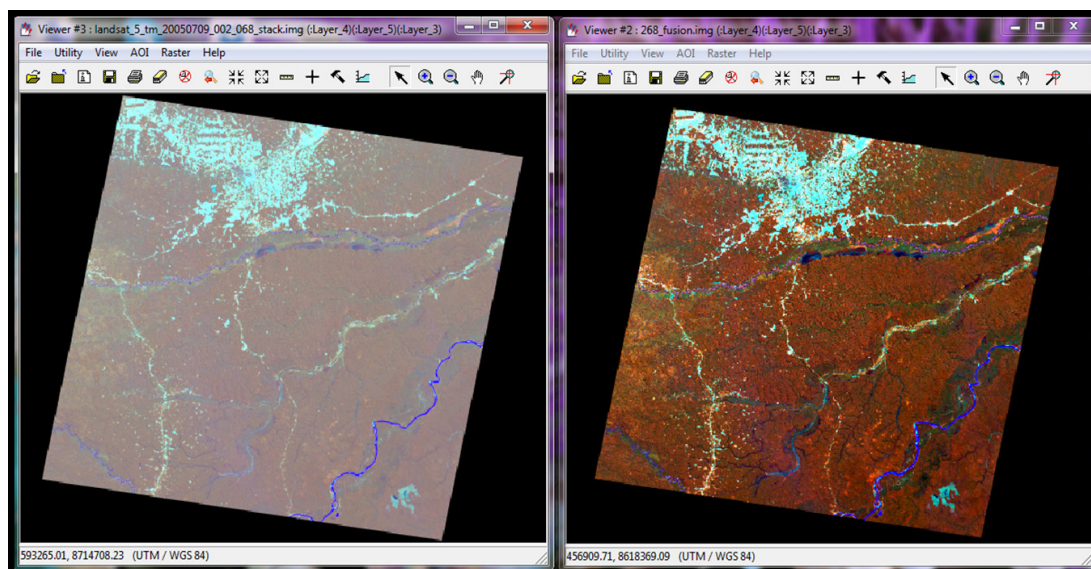 Viewer #3 : landsat_5_tm_20050709_002_068_stack.img (:Layer_4)(:Layer_5)(:Layer_3)
File Utility View AOI Raster Help
593265.01, 8714708.23 (UTM / WGS 84)
Viewer #2 : 268_fusion.img (:Layer_4)(:Layer_5)(:Layer_3)
File Utility View AOI Raster Help
456909.71, 8618369.09 (UTM / WGS 84)